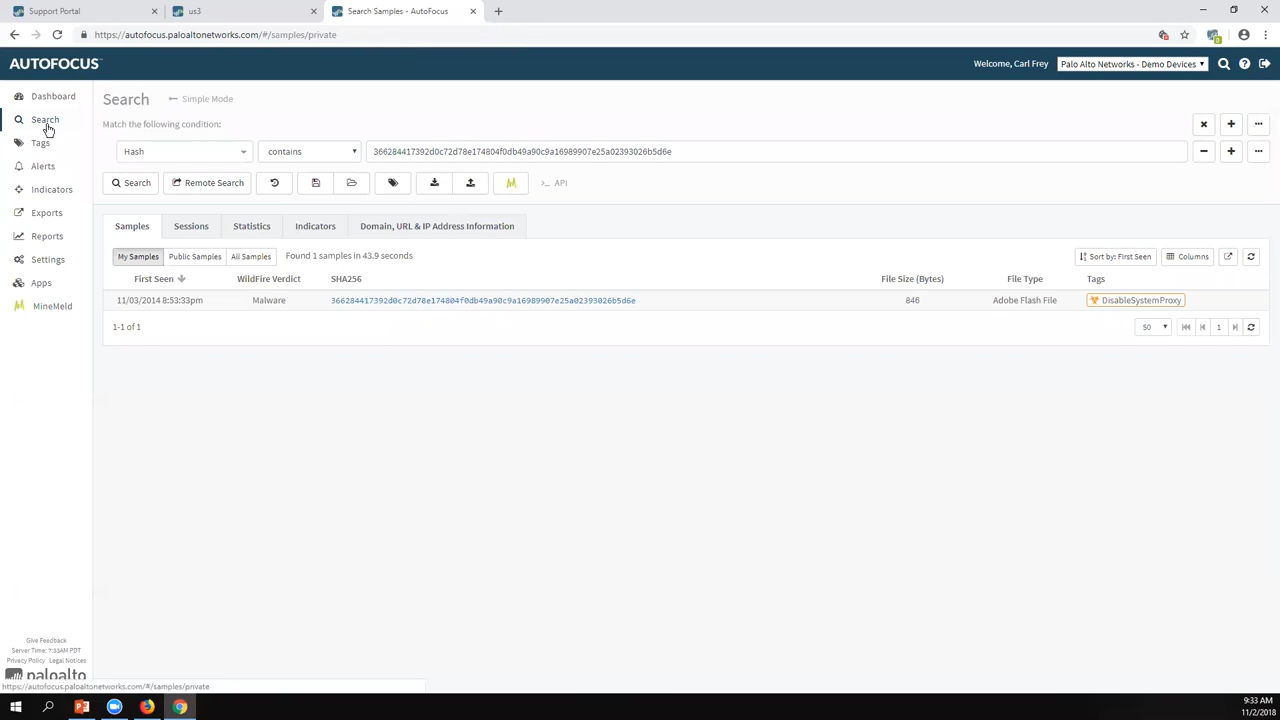 Support Portal
us3
Search Samples - AutoFocus
https://autofocus.paloaltonetworks.com/#/samples/private
AUTOFOCUS
Welcome, Carl Frey
Palo Alto Networks - Demo Devices
Dashboard
Search
Tags
Alerts
Indicators
Exports
Reports
Settings
Apps
MineMeld
Search
Simple Mode
Match the following condition:
Hash
contains
366284417392d0c72d78e174804f0db49a90c9a16989907e25a02393026b5d6e
Search
Remote Search
>_ API
Samples
Sessions
Statistics
Indicators
Domain, URL & IP Address Information
My Samples
Public Samples
All Samples
Found 1 samples in 43.9 seconds
Sort by: First Seen
Columns
First Seen
WildFire Verdict
SHA256
File Size (Bytes)
File Type
Tags
11/03/2014 8:53:33pm
Malware
366284417392d0c72d78e174804f0db49a90c9a16989907e25a02393026b5d6e
846
Adobe Flash File
DisableSystemProxy
1-1 of 1
50
1
Give Feedback
Server Time: 7:33AM PDT
Privacy Policy Legal Notices
paloalto
https://autofocus.paloaltonetworks.com/#/samples/private
9:33 AM
11/2/2018